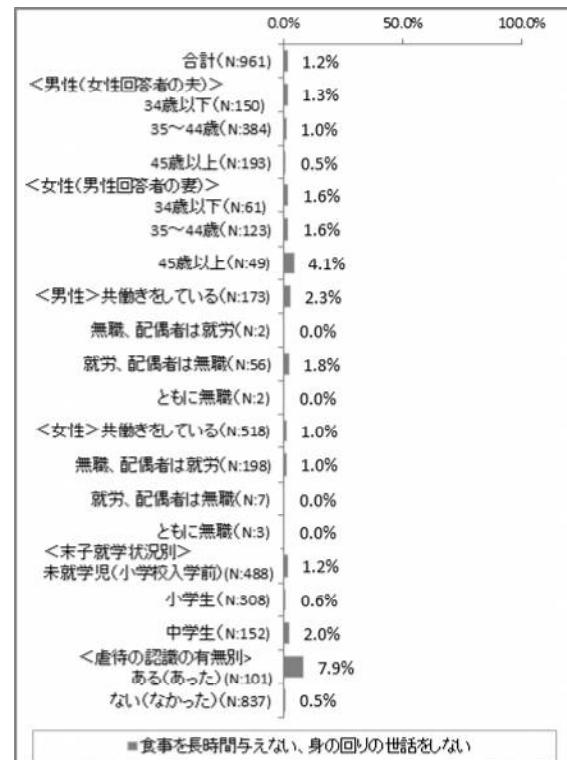 0.0% 50.0% 100.0%
合計(N:961) 1.2%
<男性(女性回答者の夫)>
34歳以下(N:150) 1.3%
35～44歳(N:384) 1.0%
45歳以上(N:193) 0.5%
<女性(男性回答者の妻)>
34歳以下(N:61) 1.6%
35～44歳(N:123) 1.6%
45歳以上(N:49) 4.1%
<男性>共働きをしている(N:173) 2.3%
無職、配偶者は就労(N:2) 0.0%
就労、配偶者は無職(N:56) 1.8%
ともに無職(N:2) 0.0%
<女性>共働きをしている(N:518) 1.0%
無職、配偶者は就労(N:198) 1.0%
就労、配偶者は無職(N:7) 0.0%
ともに無職(N:3) 0.0%
<末子就学状況別>
未就学児(小学校入学前)(N:488) 1.2%
小学生(N:308) 0.6%
中学生(N:152) 2.0%
<虐待の認識の有無別>
ある(あった)(N:101) 7.9%
ない(なかった)(N:837) 0.5%
■食事を長時間与えない、身の回りの世話をしない